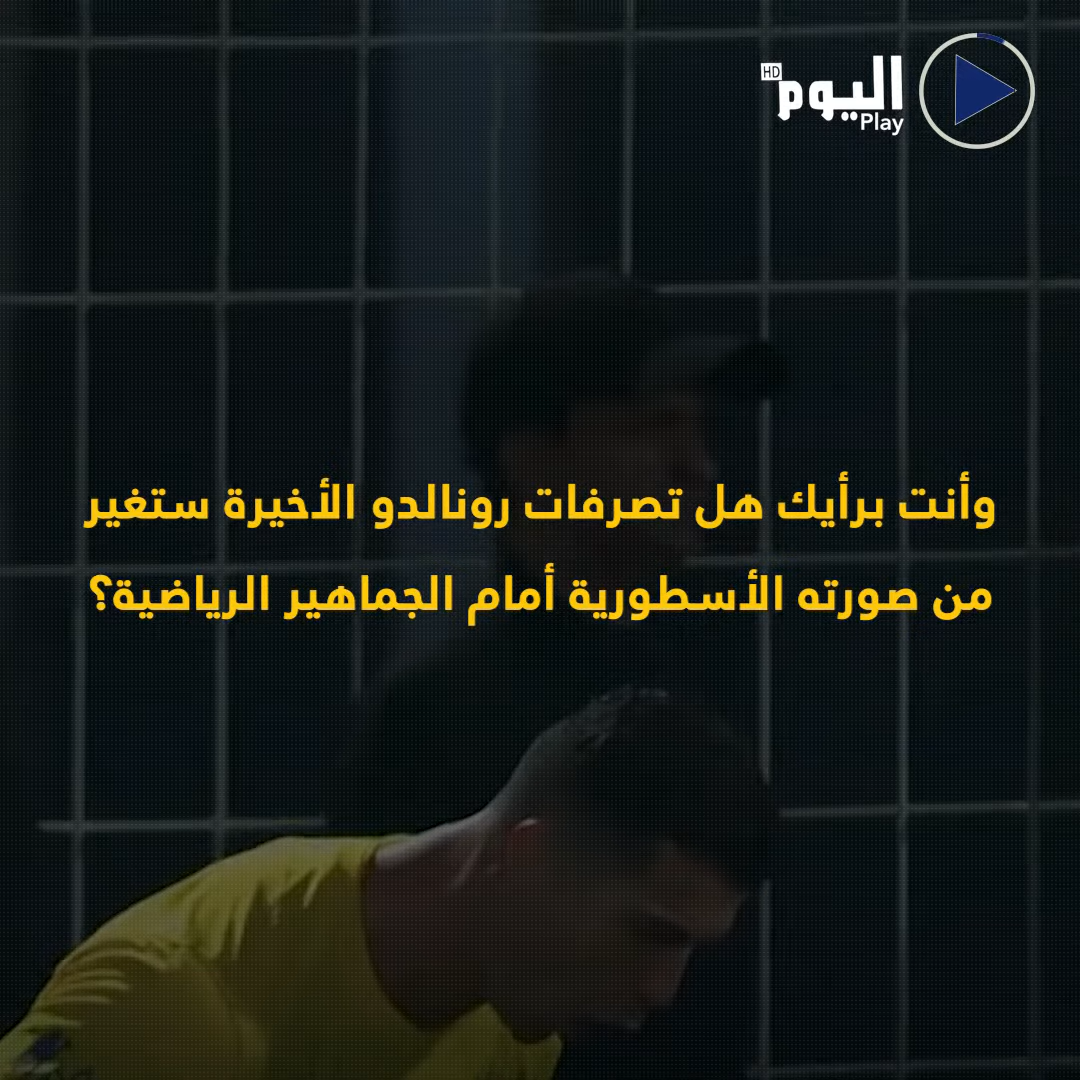 HD
اليوم
Play
وأنت برأيك هل تصرفات رونالدو الأخيرة ستغير
من صورته الأسطورية أمام الجماهير الرياضية؟